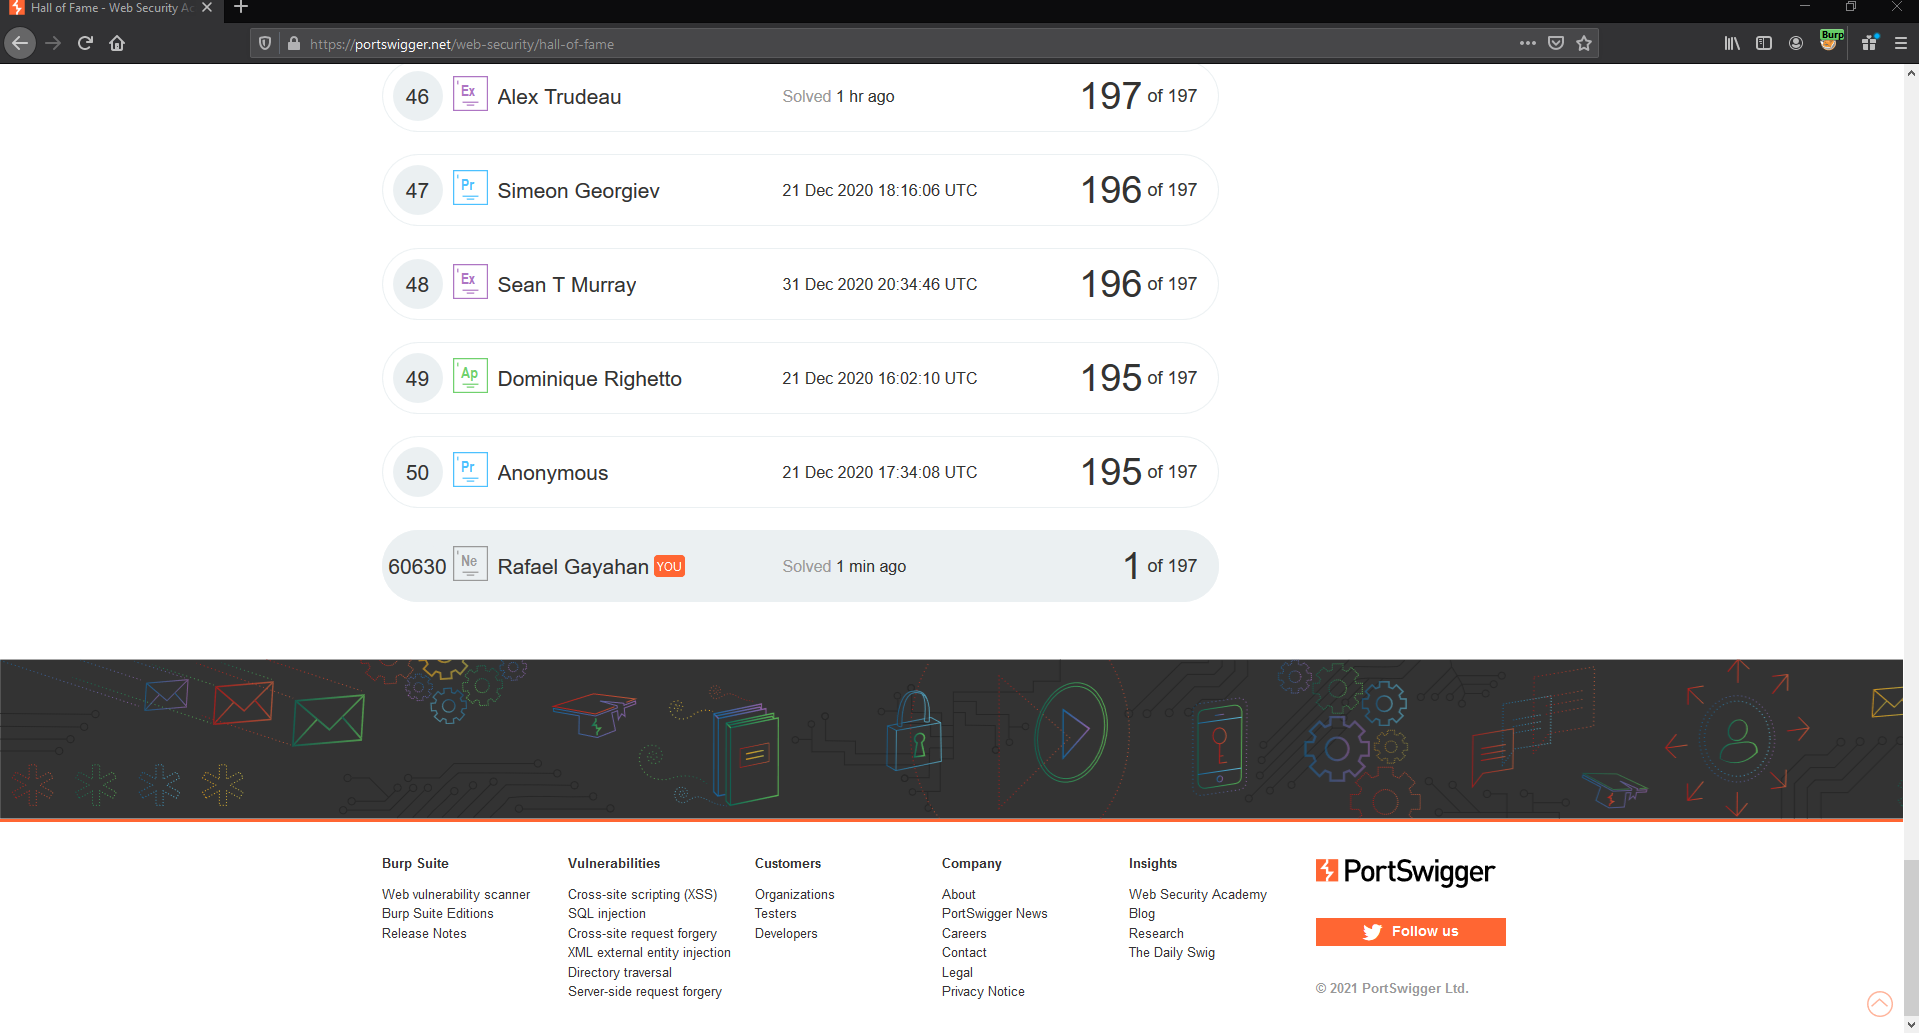 Hall of Fame - Web Security Ac
https://portswigger.net/web-security/hall-of-fame
Burp
46 Ex Alex Trudeau Solved 1 hr ago 197 of 197
47 Pr Simeon Georgiev 21 Dec 2020 18:16:06 UTC 196 of 197
48 Ex Sean T Murray 31 Dec 2020 20:34:46 UTC 196 of 197
49 Ap Dominique Righetto 21 Dec 2020 16:02:10 UTC 195 of 197
50 Pr Anonymous 21 Dec 2020 17:34:08 UTC 195 of 197
60630 Ne Rafael Gayahan YOU Solved 1 min ago 1 of 197
Burp Suite
Web vulnerability scanner
Burp Suite Editions
Release Notes
Vulnerabilities
Cross-site scripting (XSS)
SQL injection
Cross-site request forgery
XML external entity injection
Directory traversal
Server-side request forgery
Customers
Organizations
Testers
Developers
Company
About
PortSwigger News
Careers
Contact
Legal
Privacy Notice
Insights
Web Security Academy
Blog
Research
The Daily Swig
PortSwigger
Follow us
© 2021 PortSwigger Ltd.